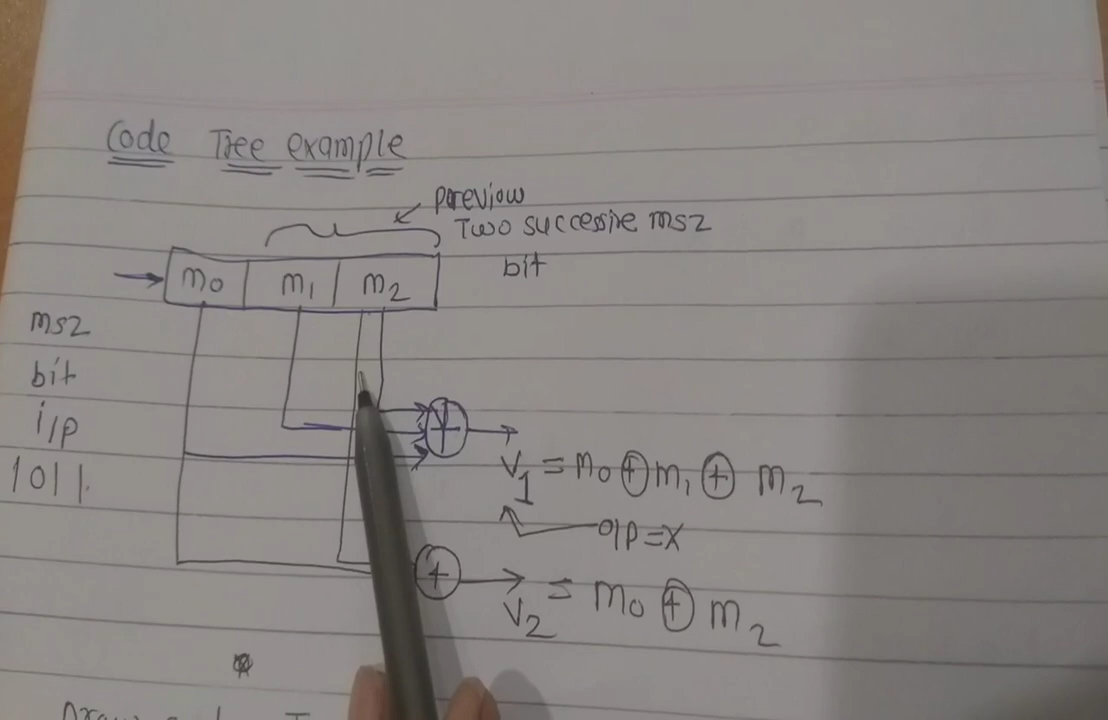 Code Tree example
previow
Two successive msz
bit
m0 m1 m2
msz
bit
i/p
1011.
V1 = m0 ⊕ m1 ⊕ m2
o/p = x
V2 = m0 ⊕ m2